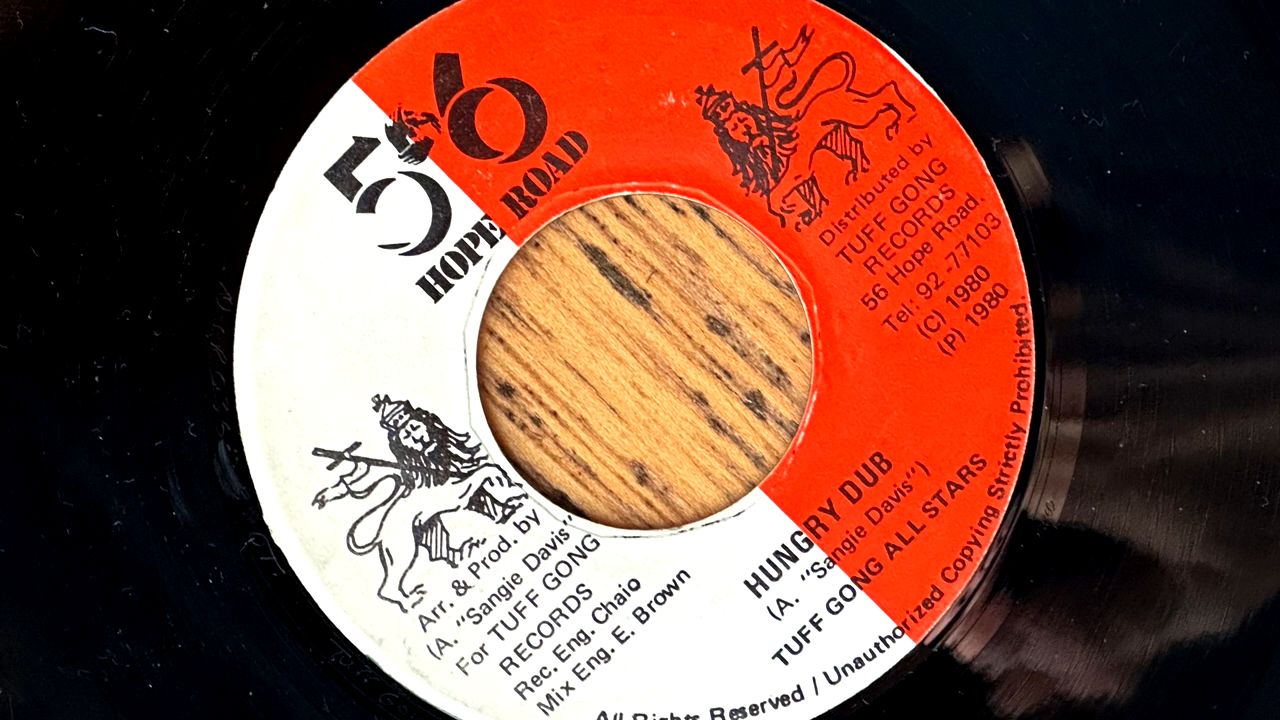 56
HOPE ROAD
Distributed by
TUFF GONG
RECORDS
56 Hope Road
Tel: 92-77103
(C) 1980
(P) 1980
Arr. & Prod. by
(A. "Sangie Davis"
For TUFF GONG
RECORDS
Rec. Eng. Chaio
Mix Eng. E. Brown
HUNGRY DUB
(A. "Sangie Davis")
TUFF GONG ALL STARS
All Rights Reserved / Unauthorized Copying Strictly Prohibited.